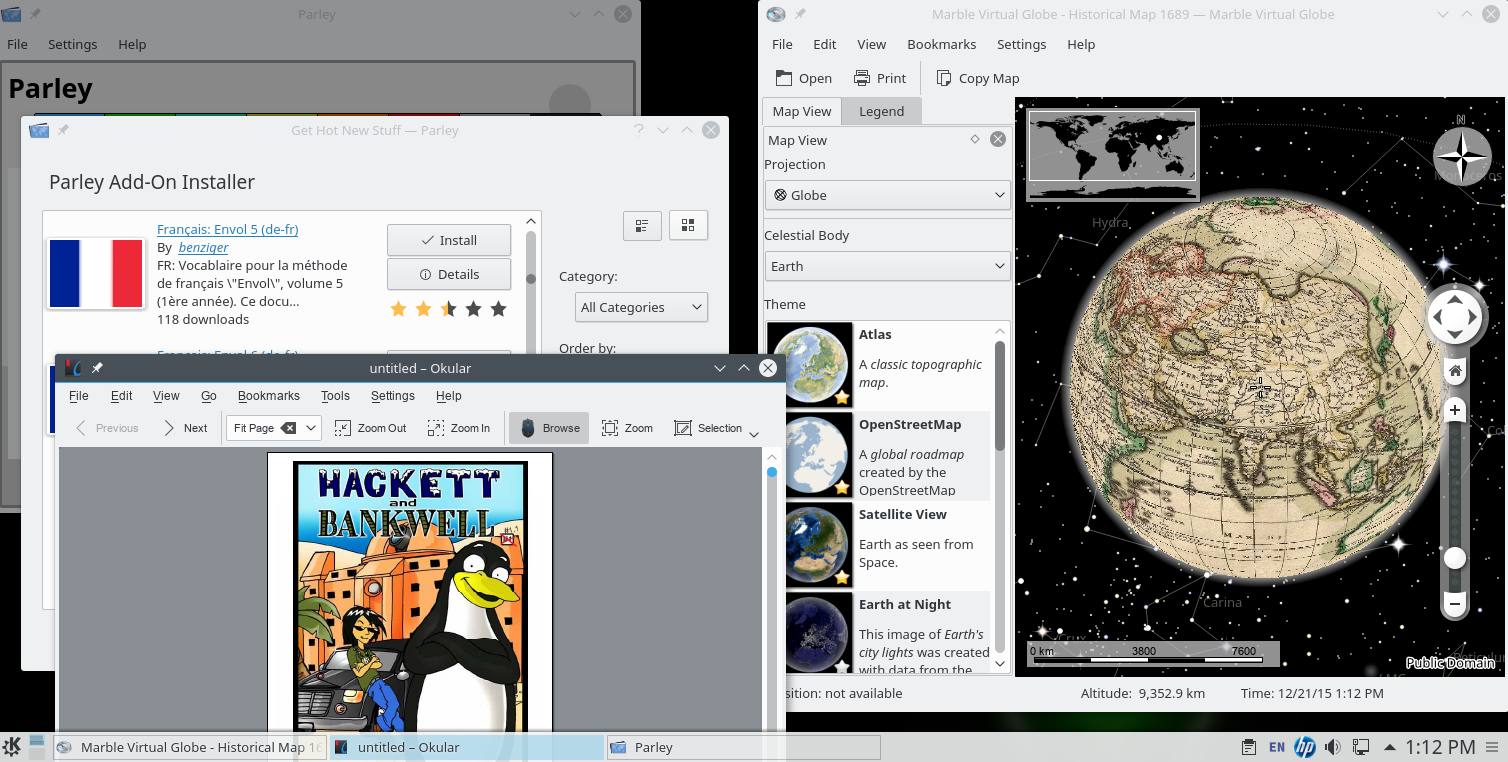 Parley
File Settings Help
Parley
Get Hot New Stuff — Parley
?
Parley Add-On Installer
Français: Envol 5 (de-fr)
By benziger
FR: Vocablaire pour la méthode
de français \"Envol\", volume 5
(1ère année). Ce docu...
118 downloads
Install
Details
Category:
All Categories
Order by:
Français: Envol 6 (de-fr)
untitled – Okular
File Edit View Go Bookmarks Tools Settings Help
Previous Next Fit Page Zoom Out Zoom In Browse Zoom Selection
HACKETT
and
BANKWELL
Marble Virtual Globe - Historical Map 1689 — Marble Virtual Globe
File Edit View Bookmarks Settings Help
Open Print Copy Map
Map View Legend
Map View
Projection
Globe
Celestial Body
Earth
Theme
Atlas
A classic topographic
map.
OpenStreetMap
A global roadmap
created by the
OpenStreetMap
Satellite View
Earth as seen from
Space.
Earth at Night
This image of Earth's
city lights was created
with data from the
N
Hydra
Carina
Crux
0 km 3800 7600
Public Domain
sition: not available Altitude: 9,352.9 km Time: 12/21/15 1:12 PM
Marble Virtual Globe - Historical Map 16
untitled – Okular
Parley
EN
hp
1:12 PM